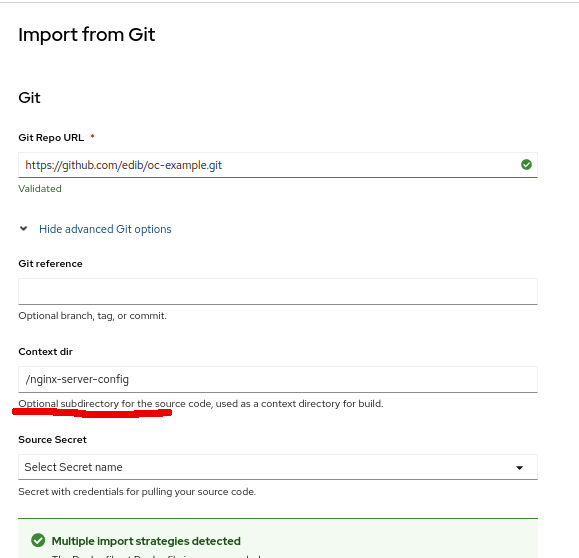 Import from Git
Git
Git Repo URL *
https://github.com/edib/oc-example.git
Validated
Hide advanced Git options
Git reference
Optional branch, tag, or commit.
Context dir
/nginx-server-config
Optional subdirectory for the source code, used as a context directory for build.
Source Secret
Select Secret name
Secret with credentials for pulling your source code.
Multiple import strategies detected